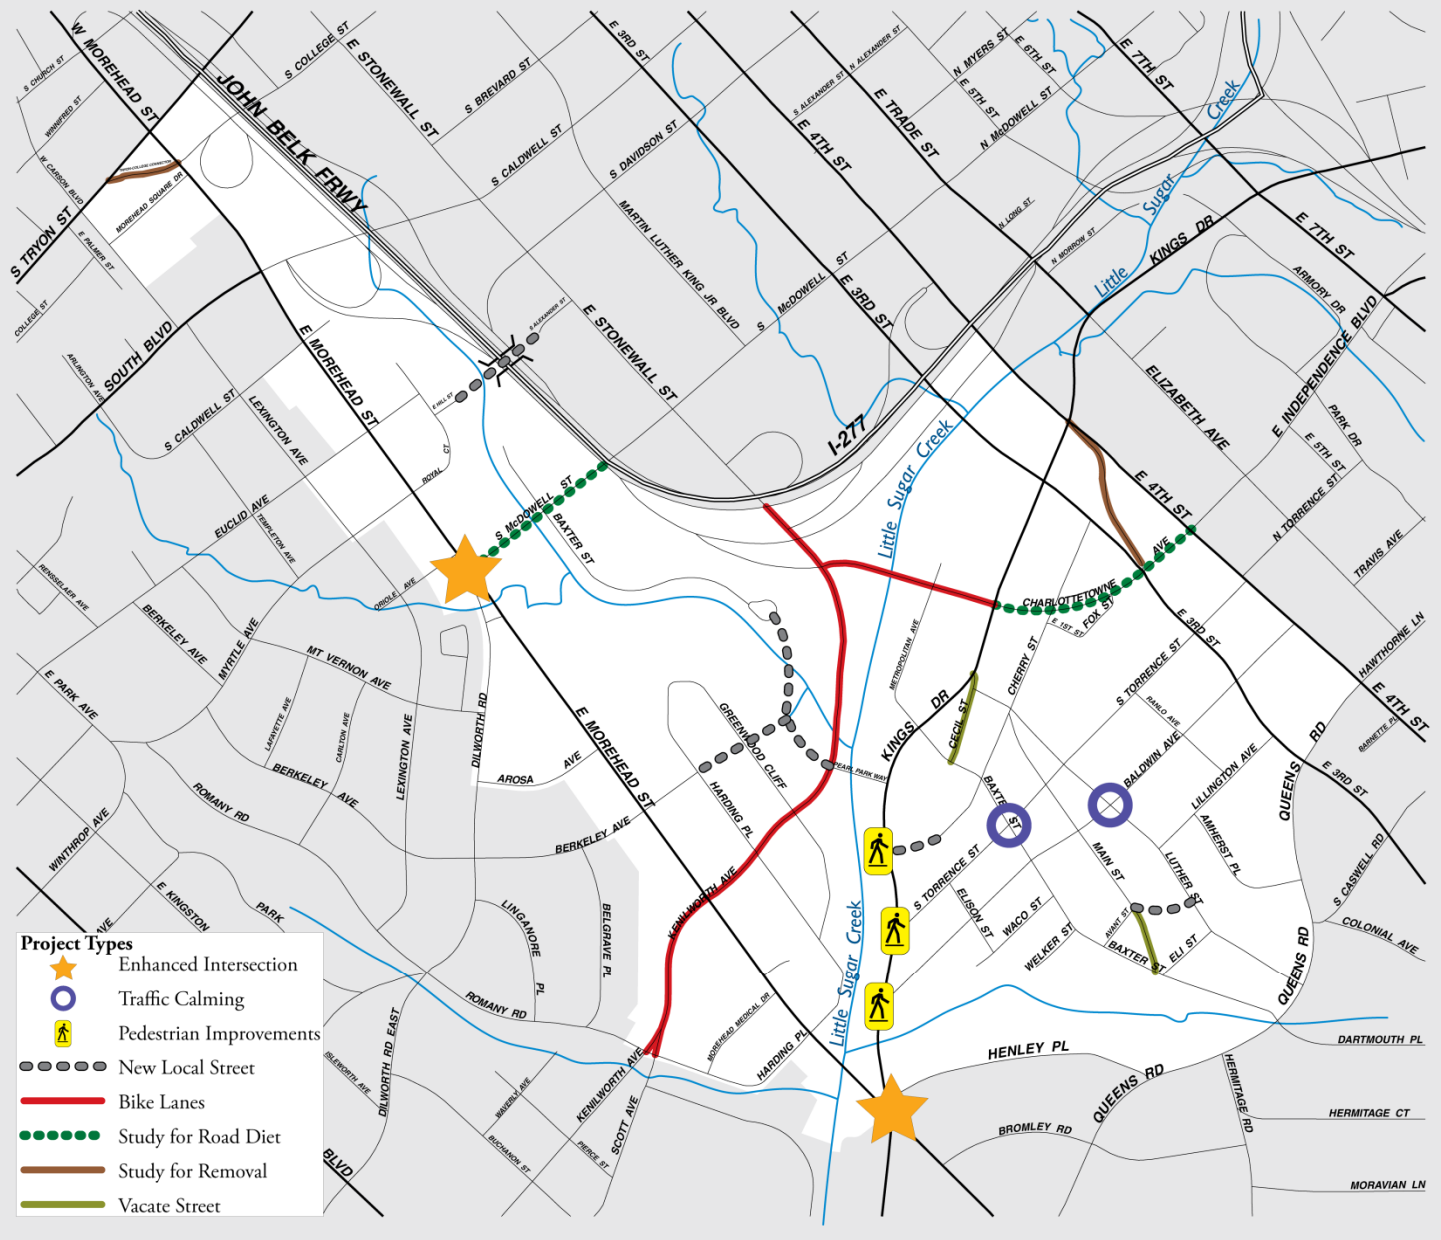 W MOREHEAD ST
S CHURCH ST
WINNIFRED ST
W CARSON BLVD
S TRYON ST
MOREHEAD SQUARE DR
E PALMER ST
COLLEGE ST
JOHN BELK FRWY
S COLLEGE ST
E STONEWALL ST
S BREVARD ST
S CALDWELL ST
S DAVIDSON ST
E 3RD ST
S ALEXANDER ST
N ALEXANDER ST
E 4TH ST
E TRADE ST
N MYERS ST
E 5TH ST
E 6TH ST
N McDOWELL ST
E 7TH ST
Little
Sugar
Creek
KINGS DR
E 7TH ST
N LONG ST
N MORROW ST
MARTIN LUTHER KING JR BLVD
S McDOWELL ST
E 3RD ST
ARMORY DR
E INDEPENDENCE BLVD
ELIZABETH AVE
PARK DR
E 5TH ST
N TORRENCE ST
TRAVIS AVE
HAWTHORNE LN
SOUTH BLVD
ARLINGTON AVE
S CALDWELL ST
LEXINGTON AVE
E MOREHEAD ST
S ALEXANDER ST
E HILL ST
ROYAL CT
E STONEWALL ST
I-277
Little Sugar Creek
EUCLID AVE
TEMPLETON AVE
S McDOWELL ST
BAXTER ST
ORIOLE AVE
E 4TH ST
CHARLOTTETOWNE AVE
E 1ST ST
FOX ST
E 3RD ST
RENSSELAER AVE
BERKELEY AVE
MYRTLE AVE
MT VERNON AVE
E PARK AVE
LAFAYETTE AVE
CARLTON AVE
LEXINGTON AVE
DILWORTH RD
BERKELEY AVE
ROMANY RD
WINTHROP AVE
AROSA AVE
E MOREHEAD ST
GREENWOOD CLIFF
HARDING PL
BERKELEY AVE
KENILWORTH AVE
METROPOLITAN AVE
CHERRY ST
KINGS DR
CECIL ST
PEARL PARK WAY
S TORRENCE ST
RANLO AVE
BALDWIN AVE
LILLINGTON AVE
QUEENS RD
E 4TH ST
BARNETTE PL
E 3RD ST
BAXTER ST
MAIN ST
AMHERST PL
LUTHER ST
S CASWELL RD
COLONIAL AVE
S TORRENCE ST
ELISON ST
WACO ST
WELKER ST
AVANT ST
BAXTER ST
ELI ST
QUEENS RD
DARTMOUTH PL
E KINGSTON
AVE
PARK
LINGANORE PL
BELGRAVE PL
ROMANY RD
Little Sugar Creek
MOREHEAD MEDICAL DR
HARDING PL
HENLEY PL
QUEENS RD
HERMITAGE RD
HERMITAGE CT
BROMLEY RD
MORAVIAN LN
ISLEWORTH AVE
DILWORTH RD EAST
WAVERLY AVE
BUCHANON ST
KENILWORTH AVE
PIERCE ST
SCOTT AVE
BLVD
Project Types
Enhanced Intersection
Traffic Calming
Pedestrian Improvements
New Local Street
Bike Lanes
Study for Road Diet
Study for Removal
Vacate Street